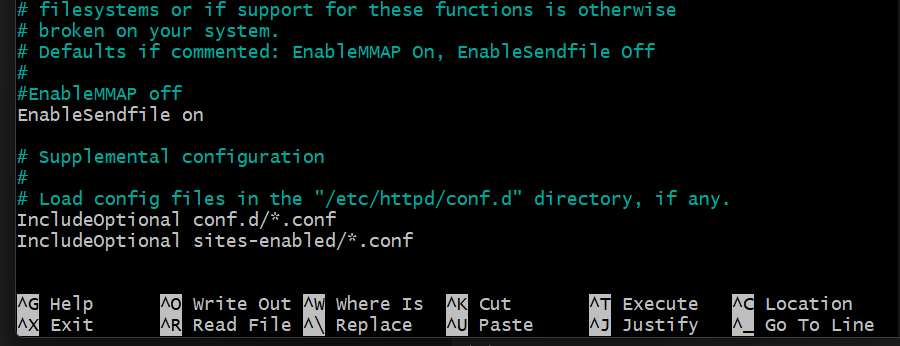 # filesystems or if support for these functions is otherwise
# broken on your system.
# Defaults if commented: EnableMMAP On, EnableSendfile Off
#
#EnableMMAP off
EnableSendfile on
# Supplemental configuration
#
# Load config files in the "/etc/httpd/conf.d" directory, if any.
IncludeOptional conf.d/*.conf
IncludeOptional sites-enabled/*.conf
^G Help ^O Write Out ^W Where Is ^K Cut ^T Execute ^C Location
^X Exit ^R Read File ^\ Replace ^U Paste ^J Justify ^_ Go To Line